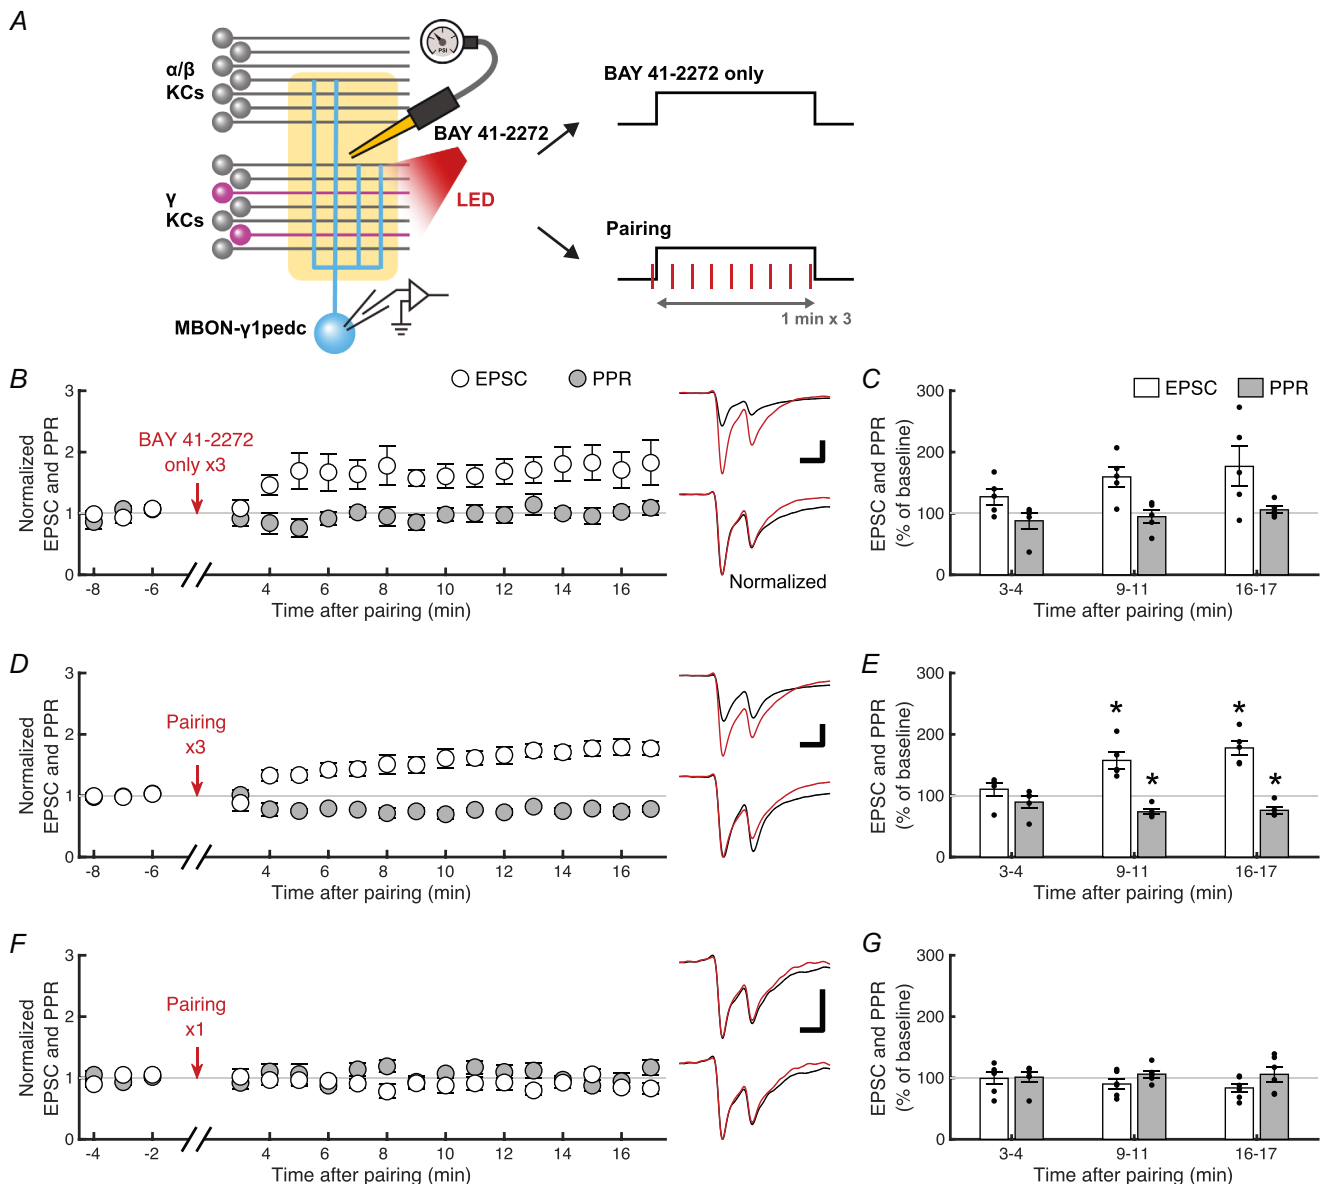 A
α/β
KCs
PSI
BAY 41-2272
LED
γ
KCs
MBON-γ1pedc
BAY 41-2272 only
Pairing
1 min x 3
B
EPSC
PPR
BAY 41-2272
only x3
Normalized
EPSC and PPR
3
2
1
0
-8
-6
4
6
8
10
12
14
16
Time after pairing (min)
Normalized
C
EPSC
PPR
EPSC and PPR
(% of baseline)
300
200
100
0
3-4
9-11
16-17
Time after pairing (min)
D
Pairing
x3
Normalized
EPSC and PPR
3
2
1
0
-8
-6
4
6
8
10
12
14
16
Time after pairing (min)
E
EPSC and PPR
(% of baseline)
300
200
100
0
* * * *
3-4
9-11
16-17
Time after pairing (min)
F
Pairing
x1
Normalized
EPSC and PPR
3
2
1
0
-4
-2
4
6
8
10
12
14
16
Time after pairing (min)
G
EPSC and PPR
(% of baseline)
300
200
100
0
3-4
9-11
16-17
Time after pairing (min)